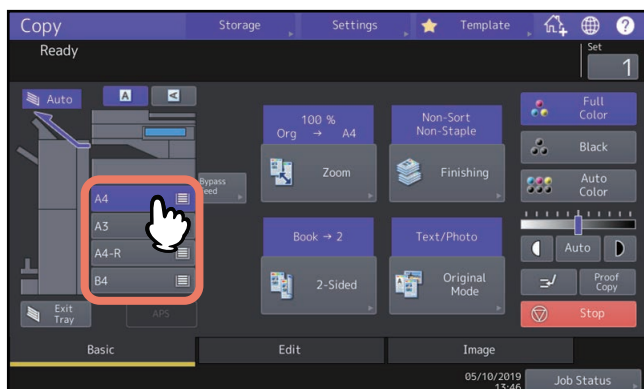 Copy
Storage
Settings
Template
?
Ready
Set
1
Auto
A
A
Bypass
Feed
A4
A3
A4-R
B4
Exit
Tray
APS
100 %
Org → A4
Zoom
Non-Sort
Non-Staple
Finishing
Book → 2
2-Sided
Text/Photo
Original
Mode
Full
Color
Black
Auto
Color
Auto
Proof
Copy
Stop
Basic
Edit
Image
05/10/2019
13:46
Job Status